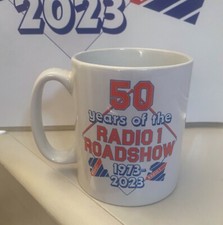 2023
50
years of the
RADIO 1
ROADSHOW
1973-
2023